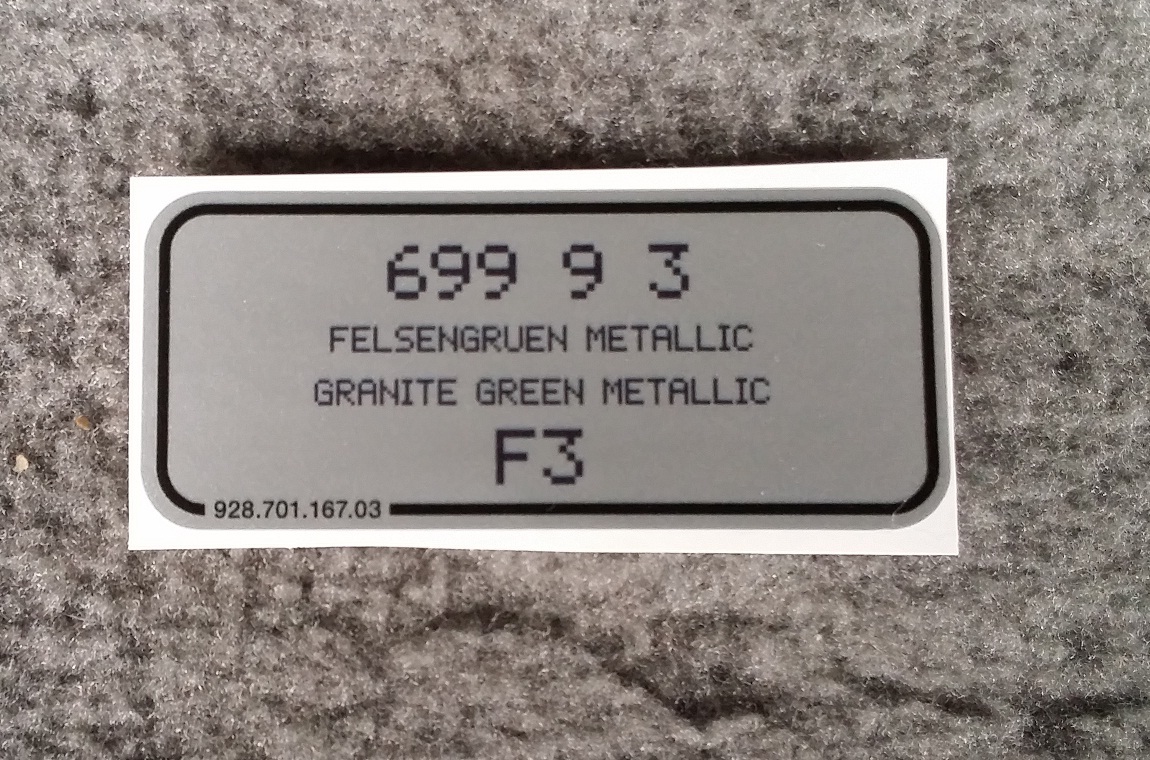 699 9 3
FELSENGRUEN METALLIC
GRANITE GREEN METALLIC
F3
928.701.167.03